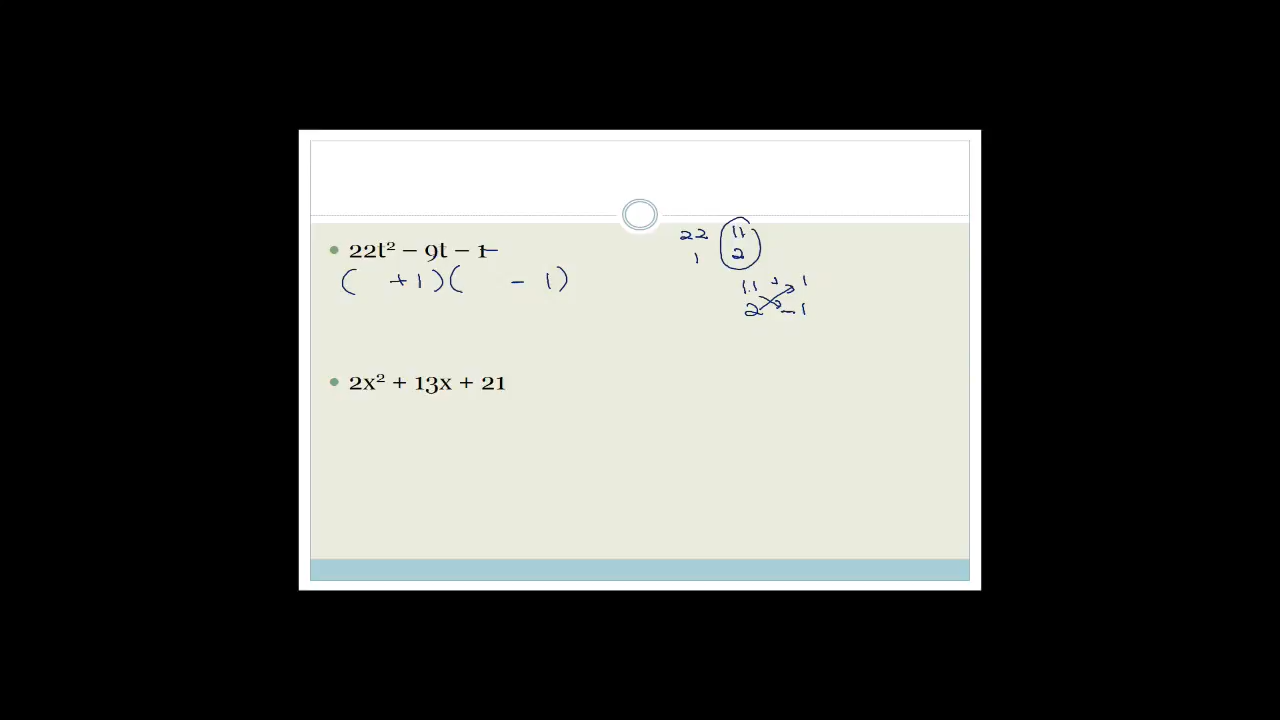 22t² – 9t – 1
( +1)( - 1)
22 11
1 2
11 + 1
2 - 1
2x² + 13x + 21